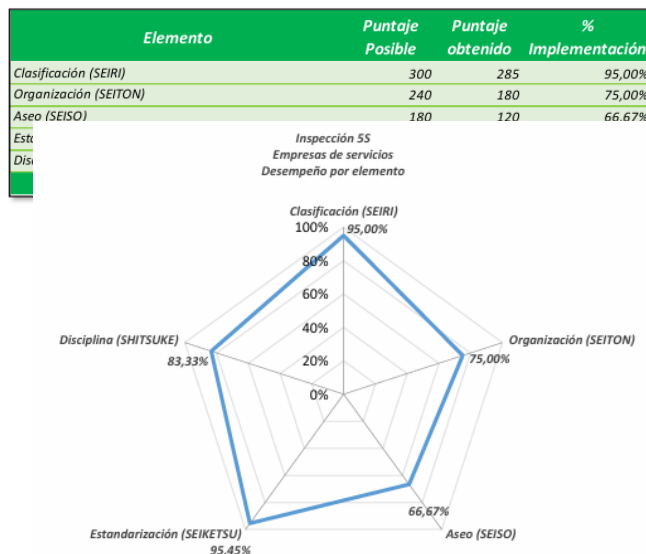 Elemento Puntaje Posible Puntaje obtenido % Implementación
Clasificación (SEIRI) 300 285 95,00%
Organización (SEITON) 240 180 75,00%
Aseo (SEISO) 180 120 66,67%
Inspección 5S
Empresas de servicios
Desempeño por elemento
Clasificación (SEIRI)
100%
95,00%
80%
60%
Disciplina (SHITSUKE)
Organización (SEITON)
83,33%
75,00%
40%
20%
0%
66,67%
Estandarización (SEIKETSU)
Aseo (SEISO)
95,45%